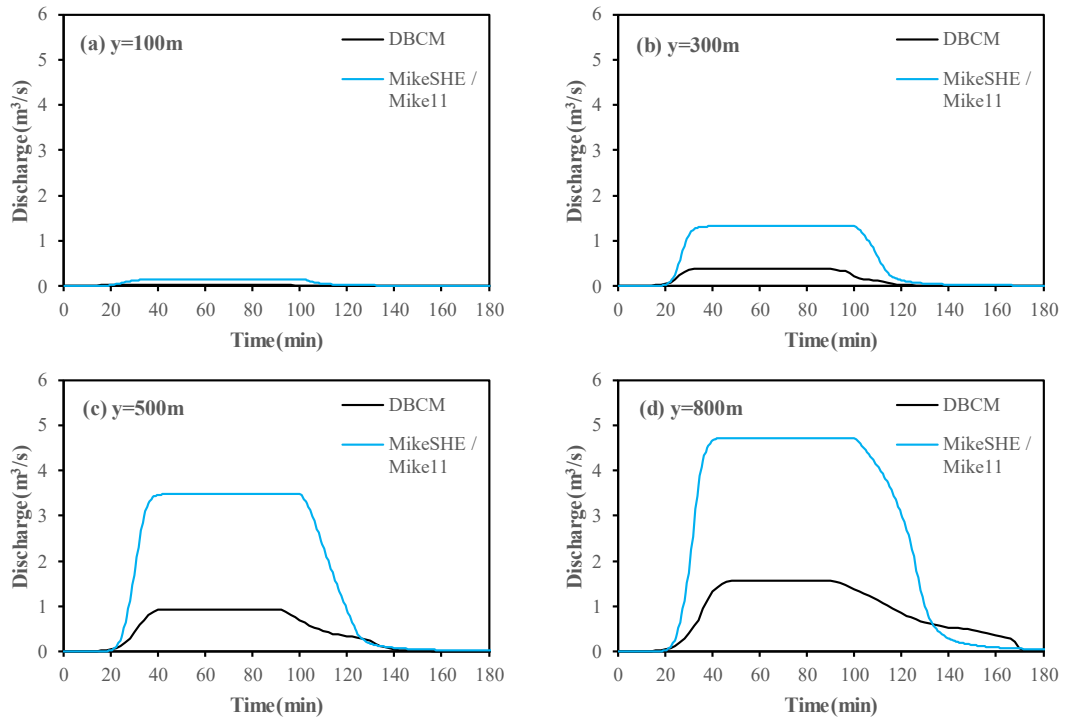 (a) y=100m
DBCM
MikeSHE /
Mike11
6
5
4
3
2
1
0
Discharge (m³/s)
0 20 40 60 80 100 120 140 160 180
Time (min)
(b) y=300m
DBCM
MikeSHE /
Mike11
6
5
4
3
2
1
0
Discharge (m³/s)
0 20 40 60 80 100 120 140 160 180
Time (min)
(c) y=500m
DBCM
MikeSHE /
Mike11
6
5
4
3
2
1
0
Discharge (m³/s)
0 20 40 60 80 100 120 140 160 180
Time (min)
(d) y=800m
DBCM
MikeSHE /
Mike11
6
5
4
3
2
1
0
Discharge (m³/s)
0 20 40 60 80 100 120 140 160 180
Time (min)